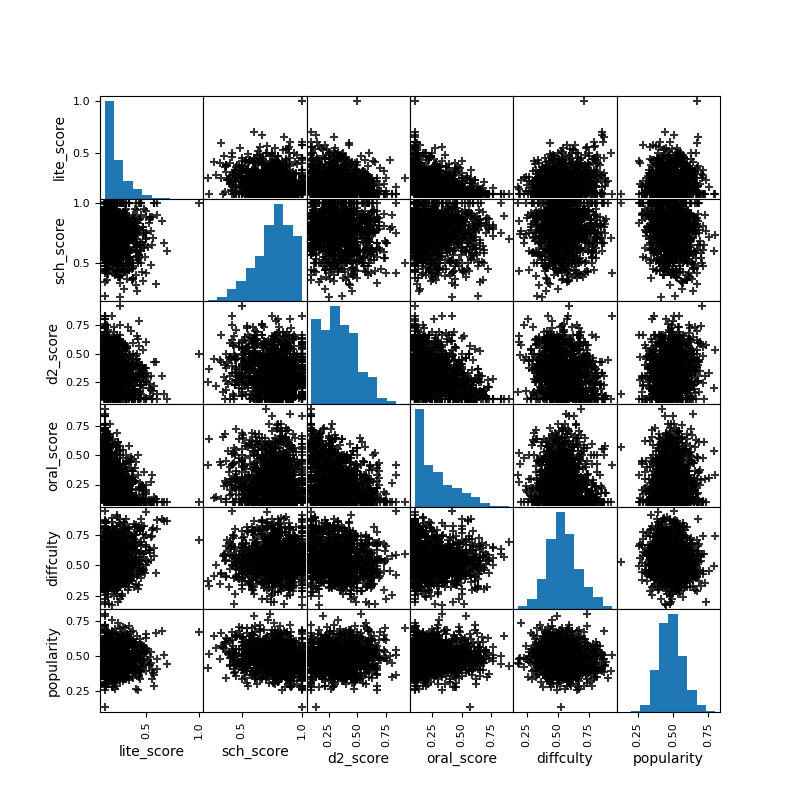 1.0
0.5
lite_score
1.0
0.5
sch_score
0.75
0.50
0.25
d2_score
0.75
0.50
0.25
oral_score
0.75
0.50
0.25
diffculty
0.75
0.50
0.25
popularity
0.5 1.0 0.5 1.0 0.25 0.50 0.75 0.25 0.50 0.75 0.25 0.50 0.75 0.25 0.50 0.75
lite_score sch_score d2_score oral_score diffculty popularity